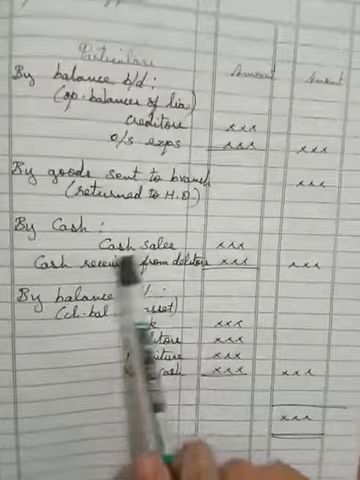 Particulars Amount Amount
By balance b/d:
(op. balances of lia)
creditors xxx
o/s exps xxx xxx
By goods sent to branch xxx
(returned to H.O)
By Cash:
Cash sales xxx
Cash from debtors xxx xxx
By balance
(cl. bal.
xxx
xxx
xxx
cash xxx xxx
xxx